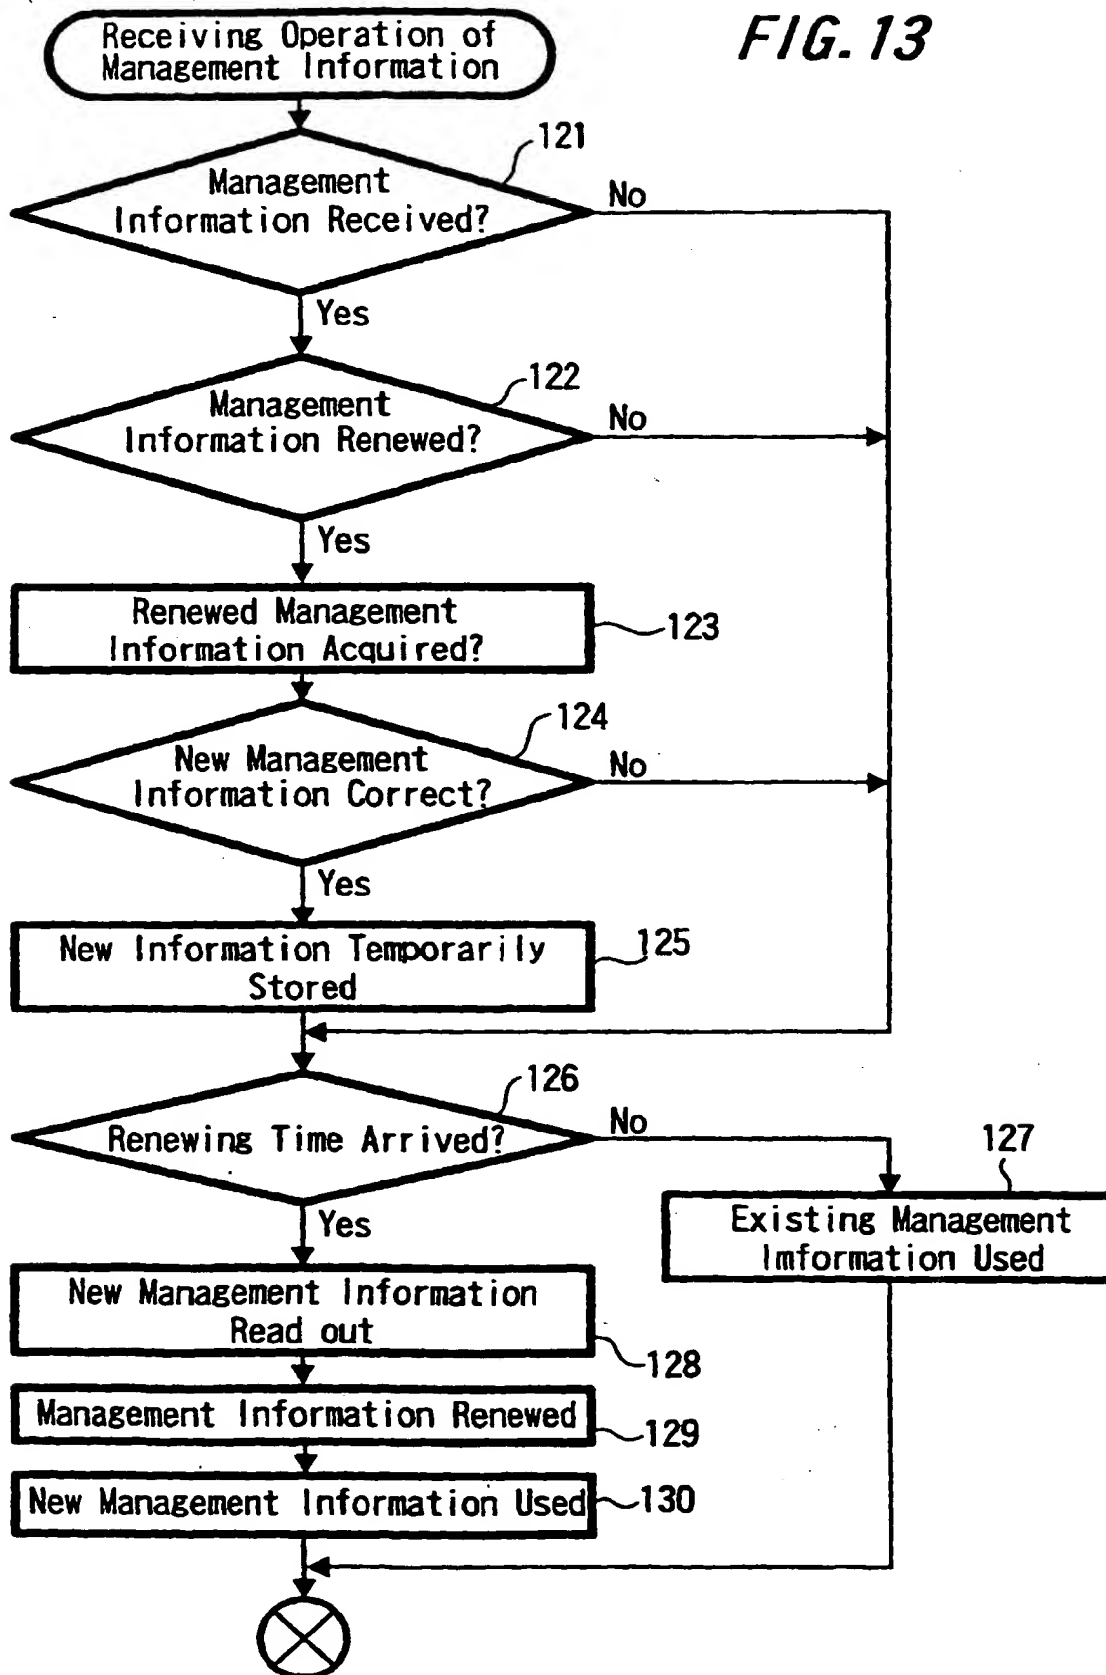 FIG. 13
Receiving Operation of
Management Information
121
Management
Information Received?
No
Yes
122
Management
Information Renewed?
No
Yes
Renewed Management
Information Acquired?
123
124
New Management
Information Correct?
No
Yes
New Information Temporarily
Stored
125
126
Renewing Time Arrived?
No
127
Existing Management
Imformation Used
Yes
New Management Information
Read out
128
Management Information Renewed
129
New Management Information Used
130